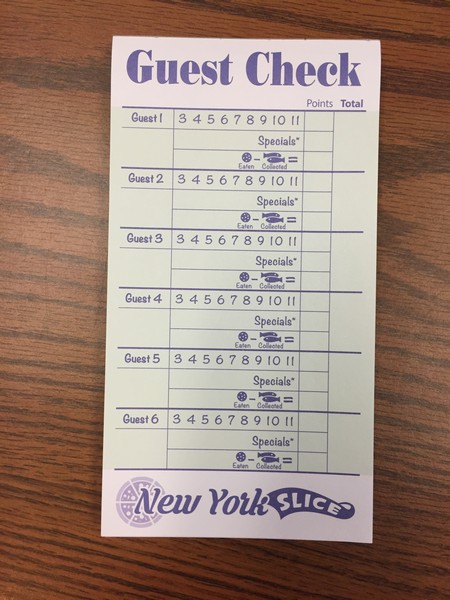 Guest Check
Points Total
Guest 1 3 4 5 6 7 8 9 10 11
Specials*
- =
Eaten Collected
Guest 2 3 4 5 6 7 8 9 10 11
Specials*
- =
Eaten Collected
Guest 3 3 4 5 6 7 8 9 10 11
Specials*
- =
Eaten Collected
Guest 4 3 4 5 6 7 8 9 10 11
Specials*
- =
Eaten Collected
Guest 5 3 4 5 6 7 8 9 10 11
Specials*
- =
Eaten Collected
Guest 6 3 4 5 6 7 8 9 10 11
Specials*
- =
Eaten Collected
New York SLICE